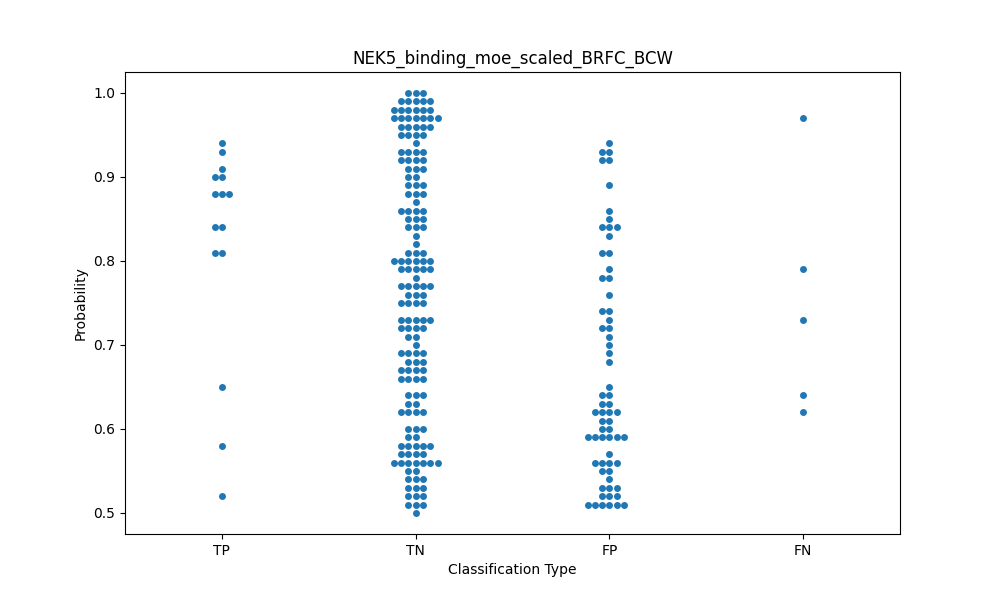 NEK5_binding_moe_scaled_BRFC_BCW
1.0
0.9
0.8
0.7
0.6
0.5
Probability
TP
TN
FP
FN
Classification Type